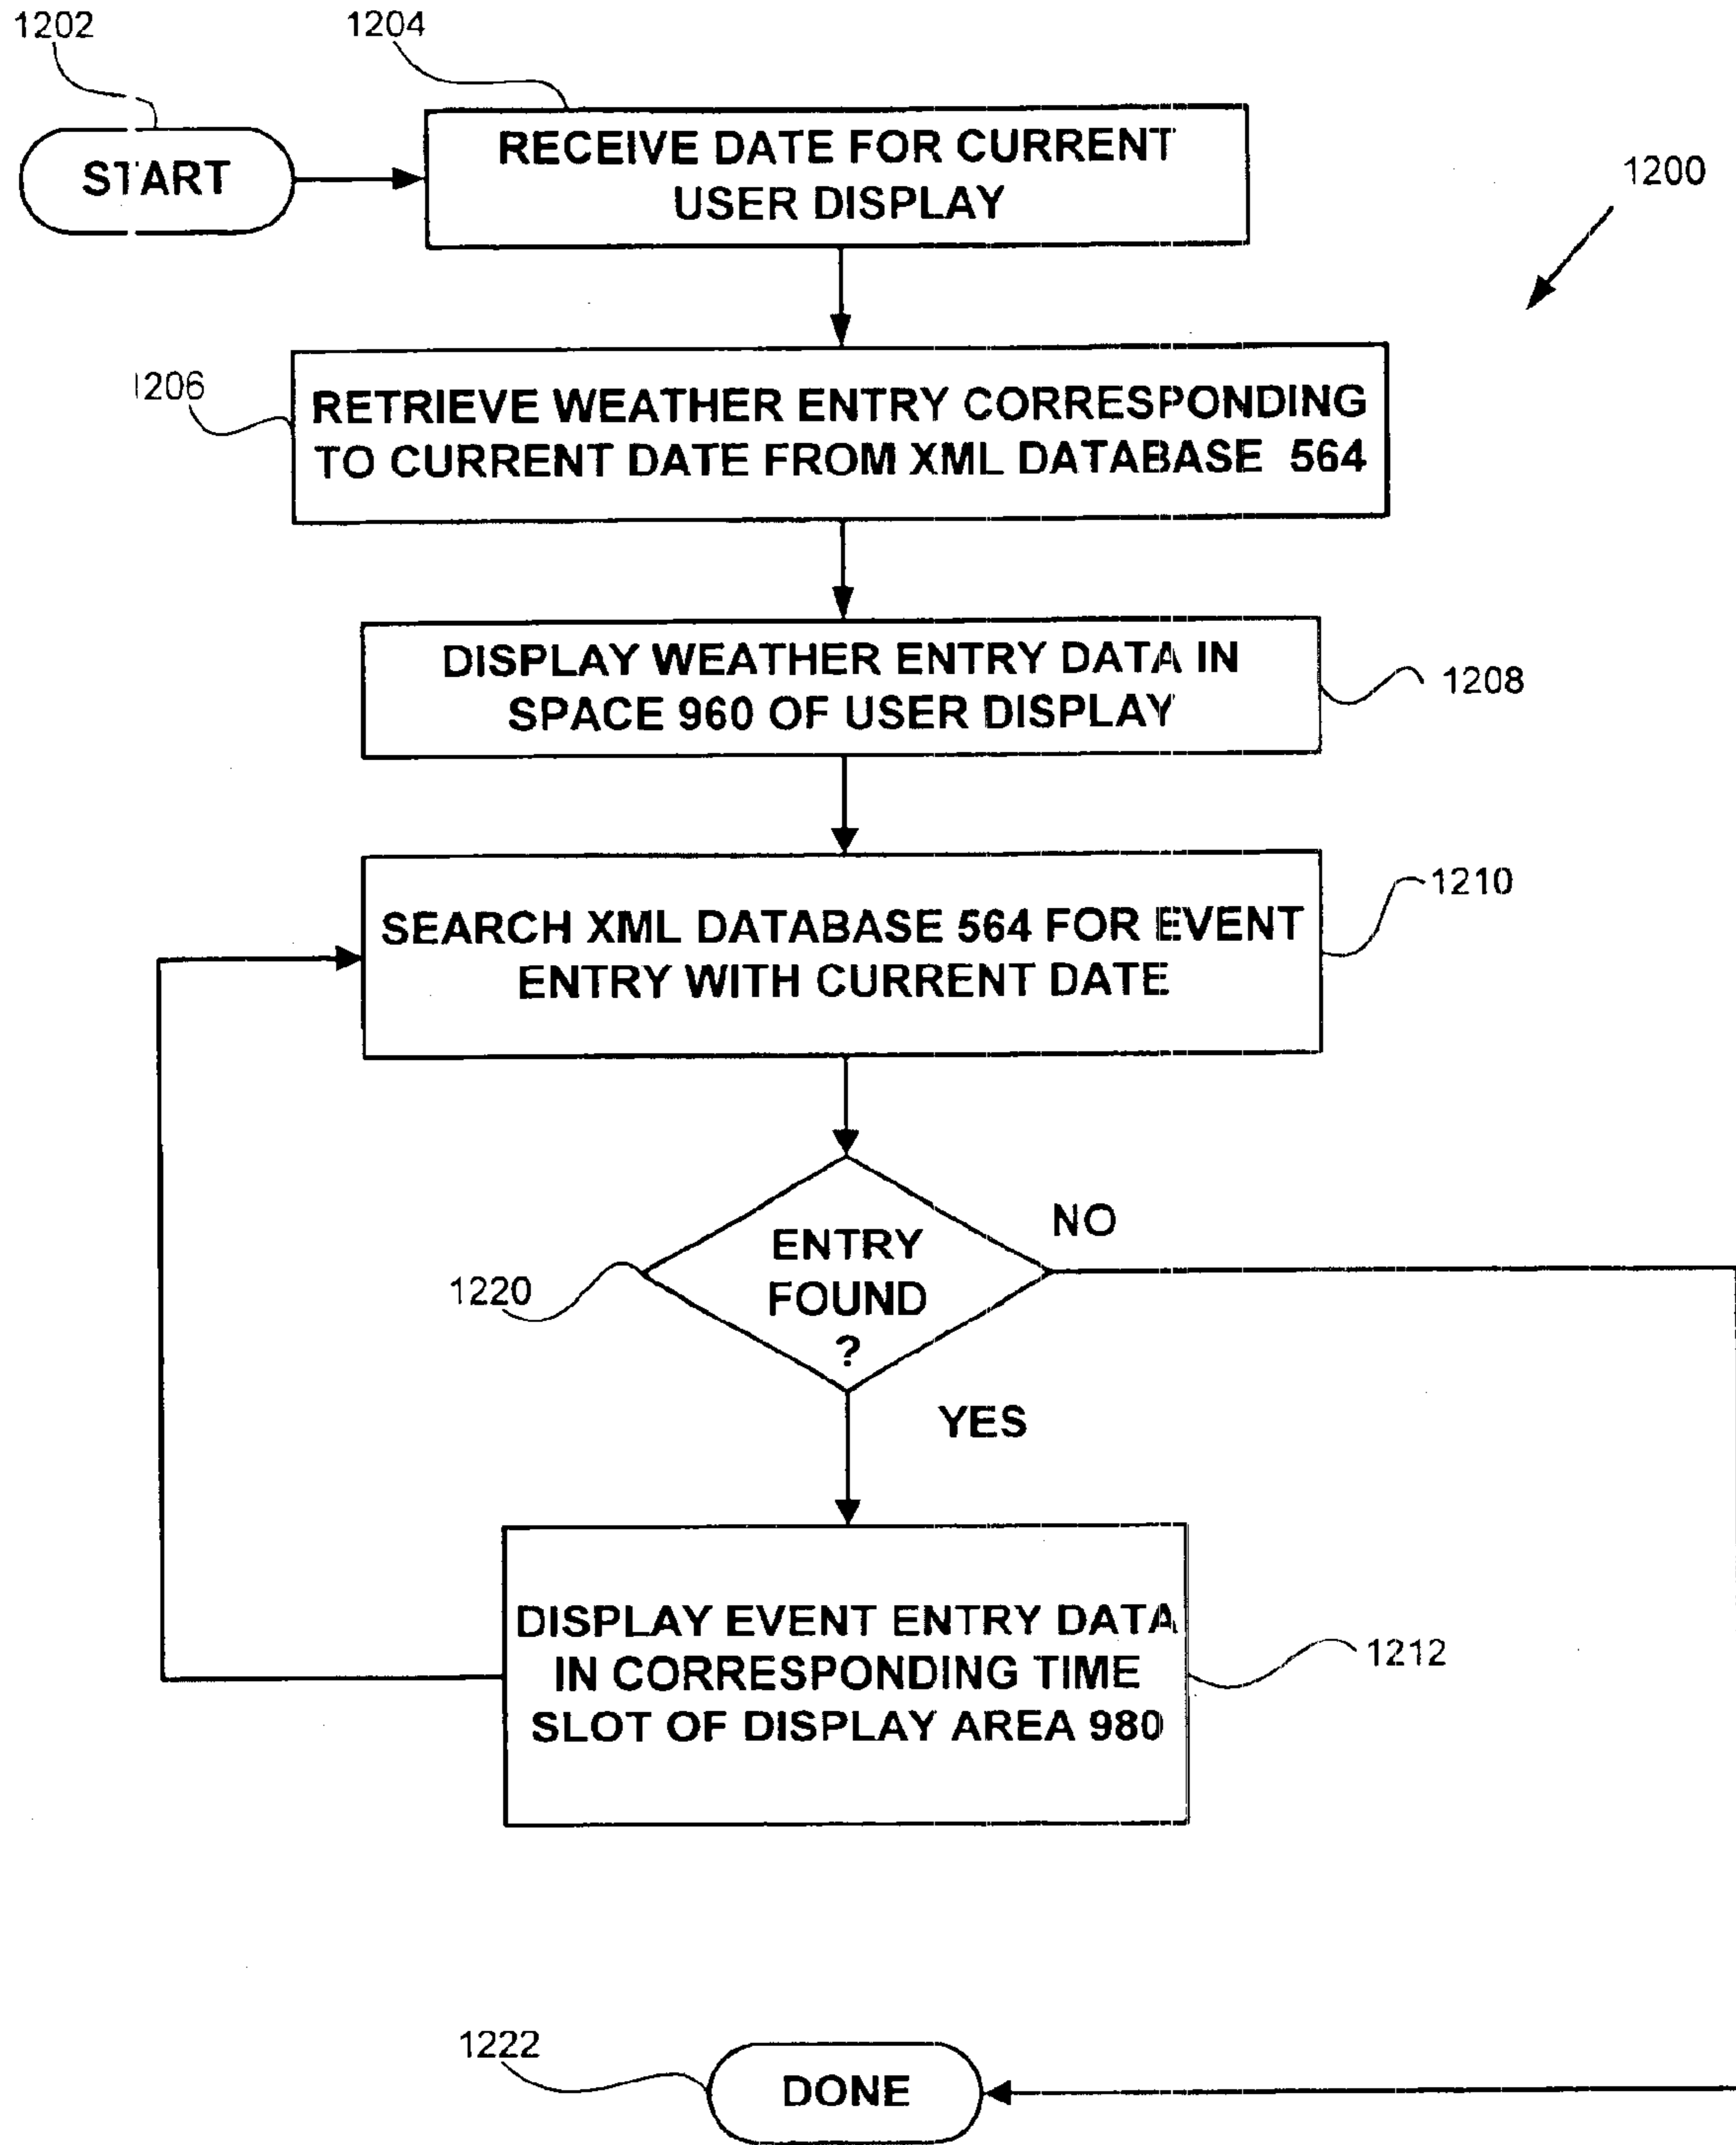 1202
1204
START
RECEIVE DATE FOR CURRENT
USER DISPLAY
1200
1206
RETRIEVE WEATHER ENTRY CORRESPONDING
TO CURRENT DATE FROM XML DATABASE 564
DISPLAY WEATHER ENTRY DATA IN
SPACE 960 OF USER DISPLAY
1208
1210
SEARCH XML DATABASE 564 FOR EVENT
ENTRY WITH CURRENT DATE
NO
ENTRY
FOUND
?
1220
YES
DISPLAY EVENT ENTRY DATA
IN CORRESPONDING TIME
SLOT OF DISPLAY AREA 980
1212
1222
DONE